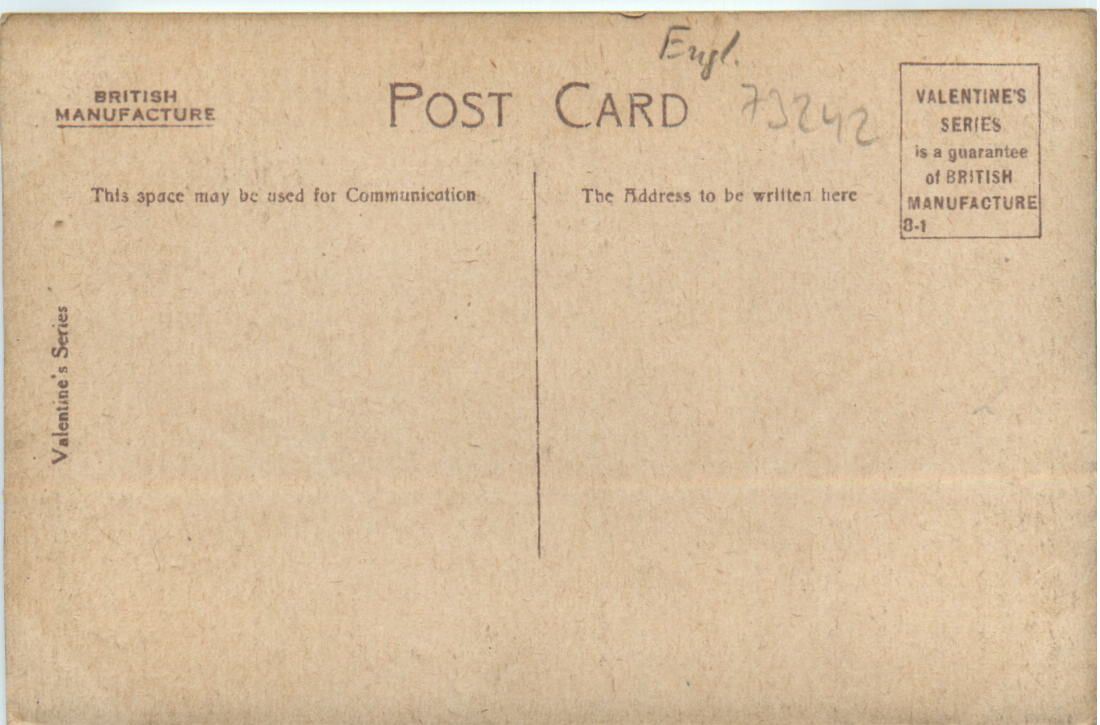 Engl.
BRITISH
MANUFACTURE
POST CARD
73242
VALENTINE'S
SERIES
is a guarantee
of BRITISH
MANUFACTURE
8-1
This space may be used for Communication
The Address to be written here
Valentine's Series